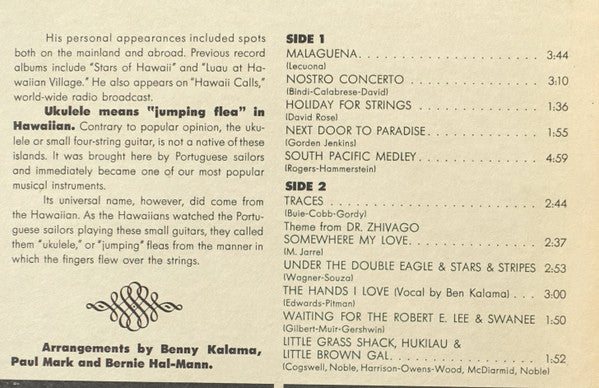 His personal appearances included spots
both on the mainland and abroad. Previous record
albums include "Stars of Hawaii" and "Luau at Ha-
waiian Village." He also appears on "Hawaii Calls,"
world-wide radio broadcast.
Ukulele means "jumping flea" in
Hawaiian. Contrary to popular opinion, the uku-
lele or small four-string guitar, is not a native of these
islands. It was brought here by Portuguese sailors
and immediately became one of our most popular
musical instruments.
Its universal name, however, did come from
the Hawaiian. As the Hawaiians watched the Portu-
guese sailors playing these small guitars, they called
them "ukulele," or "jumping" fleas from the manner in
which the fingers flew over the strings.
Arrangements by Benny Kalama,
Paul Mark and Bernie Hal-Mann.
SIDE 1
MALAGUENA. . . . . . . . . . . . . . . . . . . 3:44
(Lecuona)
NOSTRO CONCERTO . . . . . . . . . . . . . . 3:10
(Bindi-Calabrese-David)
HOLIDAY FOR STRINGS . . . . . . . . . . . . 1:36
(David Rose)
NEXT DOOR TO PARADISE. . . . . . . . . . . 1:55
(Gorden Jenkins)
SOUTH PACIFIC MEDLEY. . . . . . . . . . . . 4:59
(Rogers-Hammerstein)
SIDE 2
TRACES . . . . . . . . . . . . . . . . . . . . 2:44
(Buie-Cobb-Gordy)
Theme from DR. ZHIVAGO
SOMEWHERE MY LOVE. . . . . . . . . . . . . 2:37
(M. Jarre)
UNDER THE DOUBLE EAGLE & STARS & STRIPES 2:53
(Wagner-Souza)
THE HANDS I LOVE (Vocal by Ben Kalama) . . . 3:00
(Edwards-Pitman)
WAITING FOR THE ROBERT E. LEE & SWANEE 1:50
(Gilbert-Muir-Gershwin)
LITTLE GRASS SHACK, HUKILAU &
LITTLE BROWN GAL. . . . . . . . . . . . . . 1:52
(Cogswell, Noble, Harrison-Owens-Wood, McDiarmid, Noble)